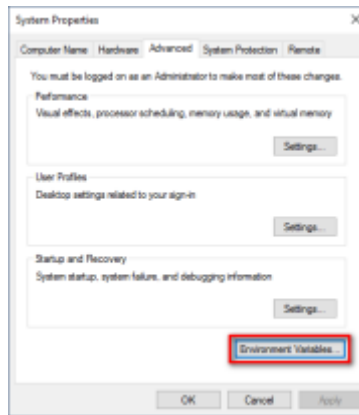 System Properties
Computer Name Hardware Advanced System Protection Remote
You must be logged on as an Administrator to make most of these changes.
Performance
Visual effects, processor scheduling, memory usage, and virtual memory
Settings...
User Profiles
Desktop settings related to your sign-in
Settings...
Startup and Recovery
System startup, system failure, and debugging information
Settings...
Environment Variables...
OK Cancel Apply